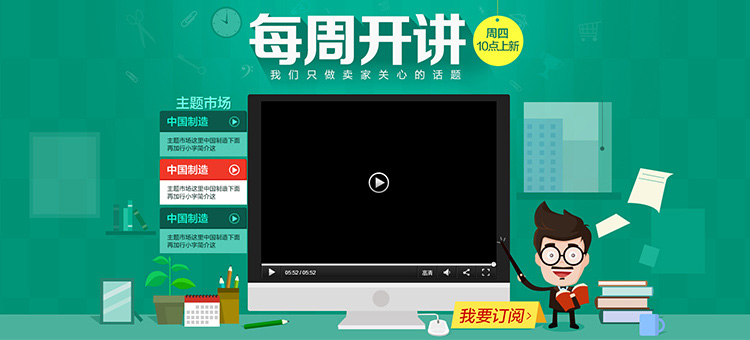 每周开讲
周四
10点上新
我们只做卖家关心的话题
主题市场
中国制造
主题市场这里中国制造下面
再加行小字简介这
中国制造
主题市场这里中国制造下面
再加行小字简介这
中国制造
主题市场这里中国制造下面
再加行小字简介这
05:52 / 05:52
高清
我要订阅>